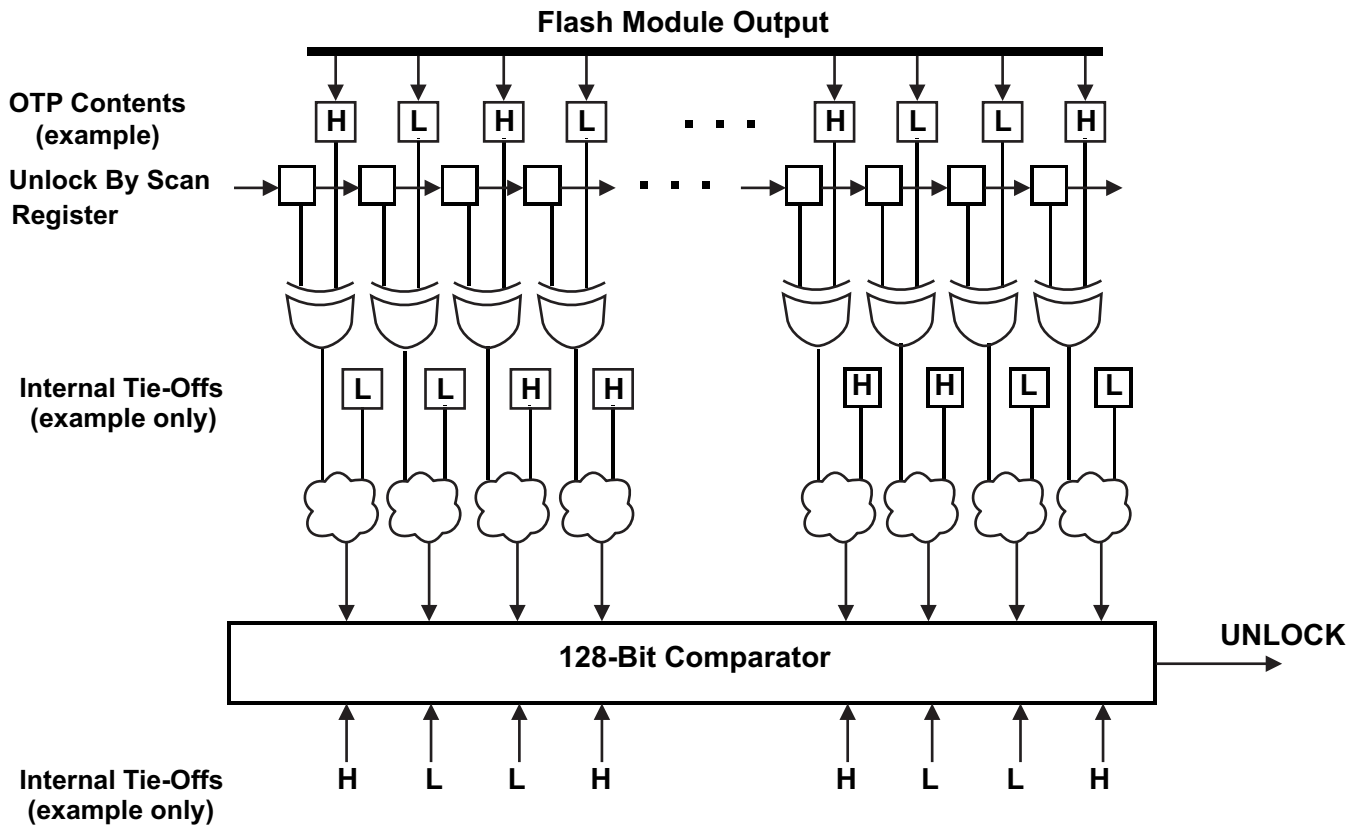 Flash Module Output
OTP Contents
(example)
H L H L . . . H L L H
Unlock By Scan
Register
. . .
Internal Tie-Offs
(example only)
L L H H H H L L
128-Bit Comparator
UNLOCK
Internal Tie-Offs
(example only)
H L L H H L L H